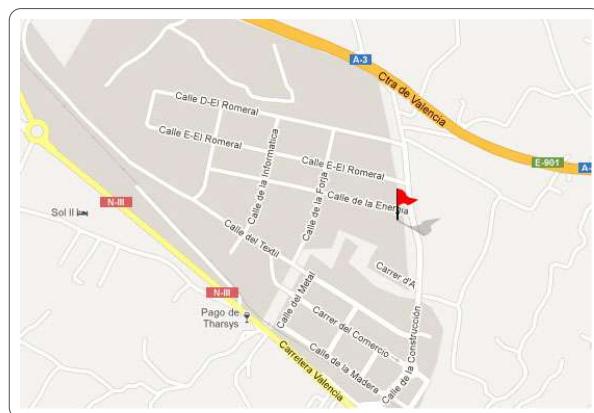 A-3
Ctra de Valencia
Calle D-El Romeral
Calle E-El Romeral
Calle de la Informatica
Calle E-El Romeral
Calle de la Forja
E-901
A-
N-III
Calle de la Energia
Sol II
Calle del Textil
Carrer d'A
N-III
Calle del Metal
Pago de
Tharsys
Carrer del Comercio
Calle de la Construcción
Carretera Valencia
Calle de la Madera